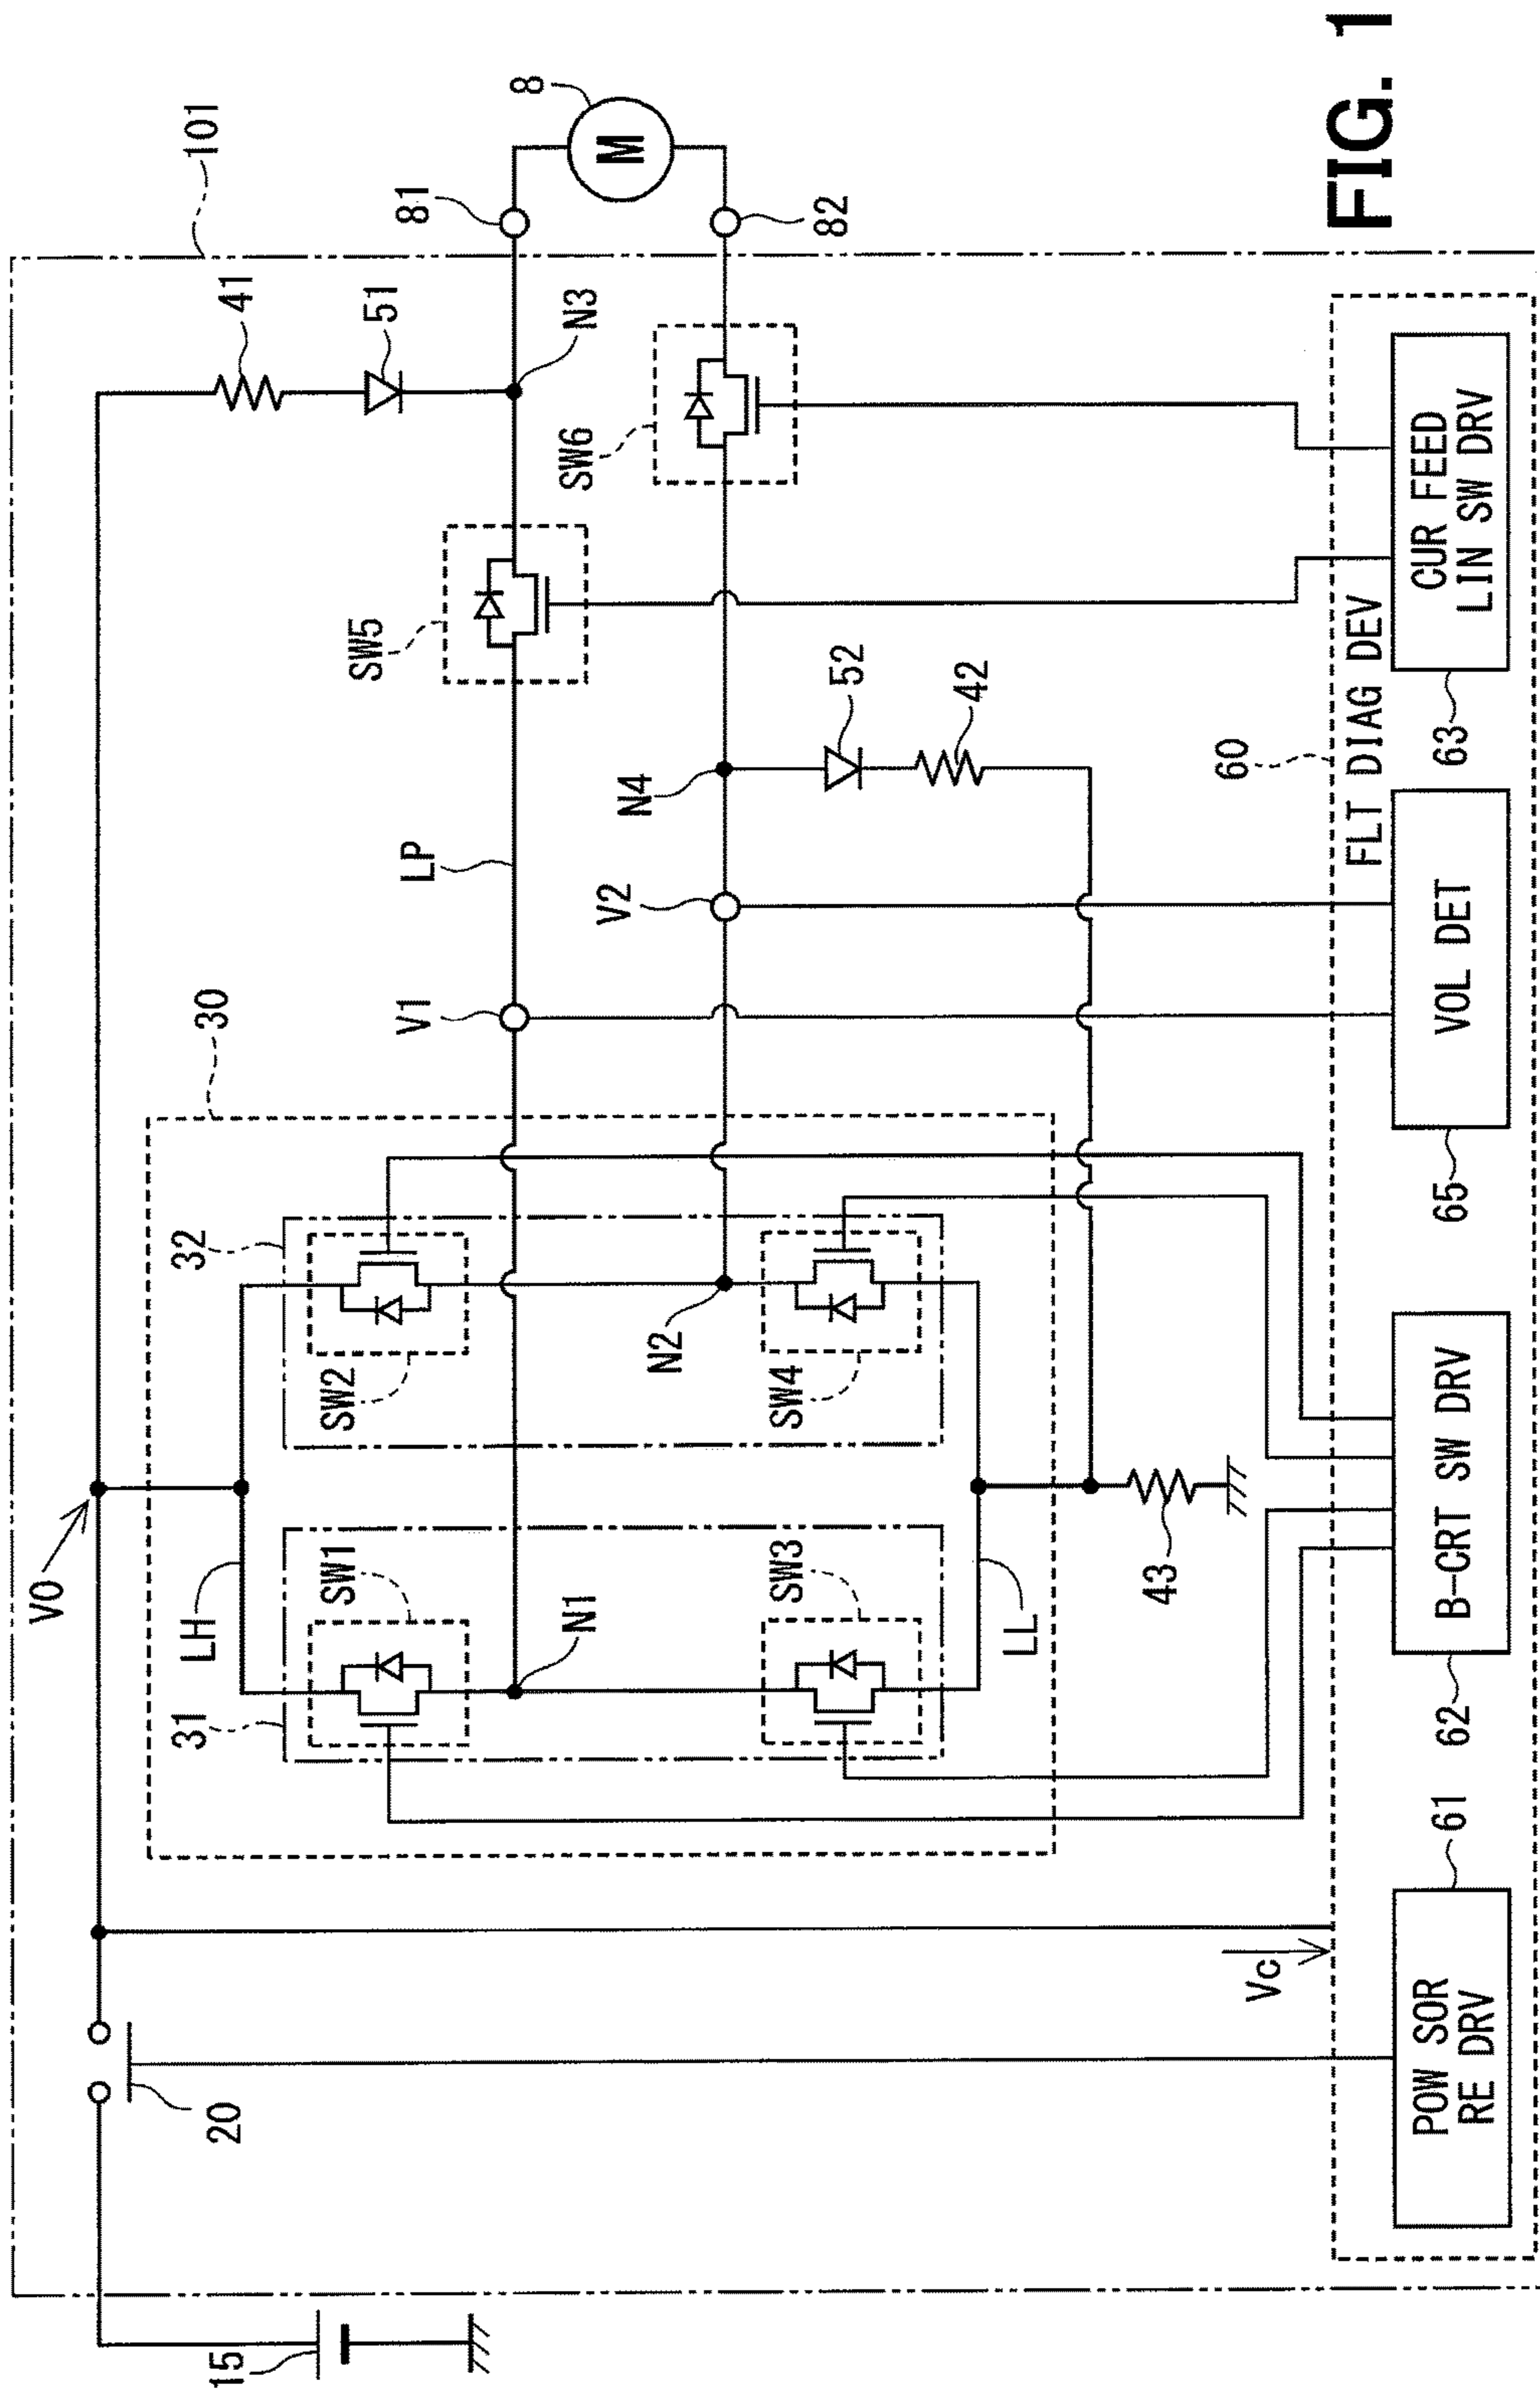 FIG. 1
101
8
M
81
82
41
51
N3
SW6
SW5
LP
N4
52
42
V1
V2
30
V0
32
SW2
N2
SW4
LH
31
SW1
N1
SW3
LL
43
20
15
Vc
60
FLT DIAG DEV
61
POW SOR
RE DRV
62
B-CRT SW DRV
65
VOL DET
63
CUR FEED
LIN SW DRV